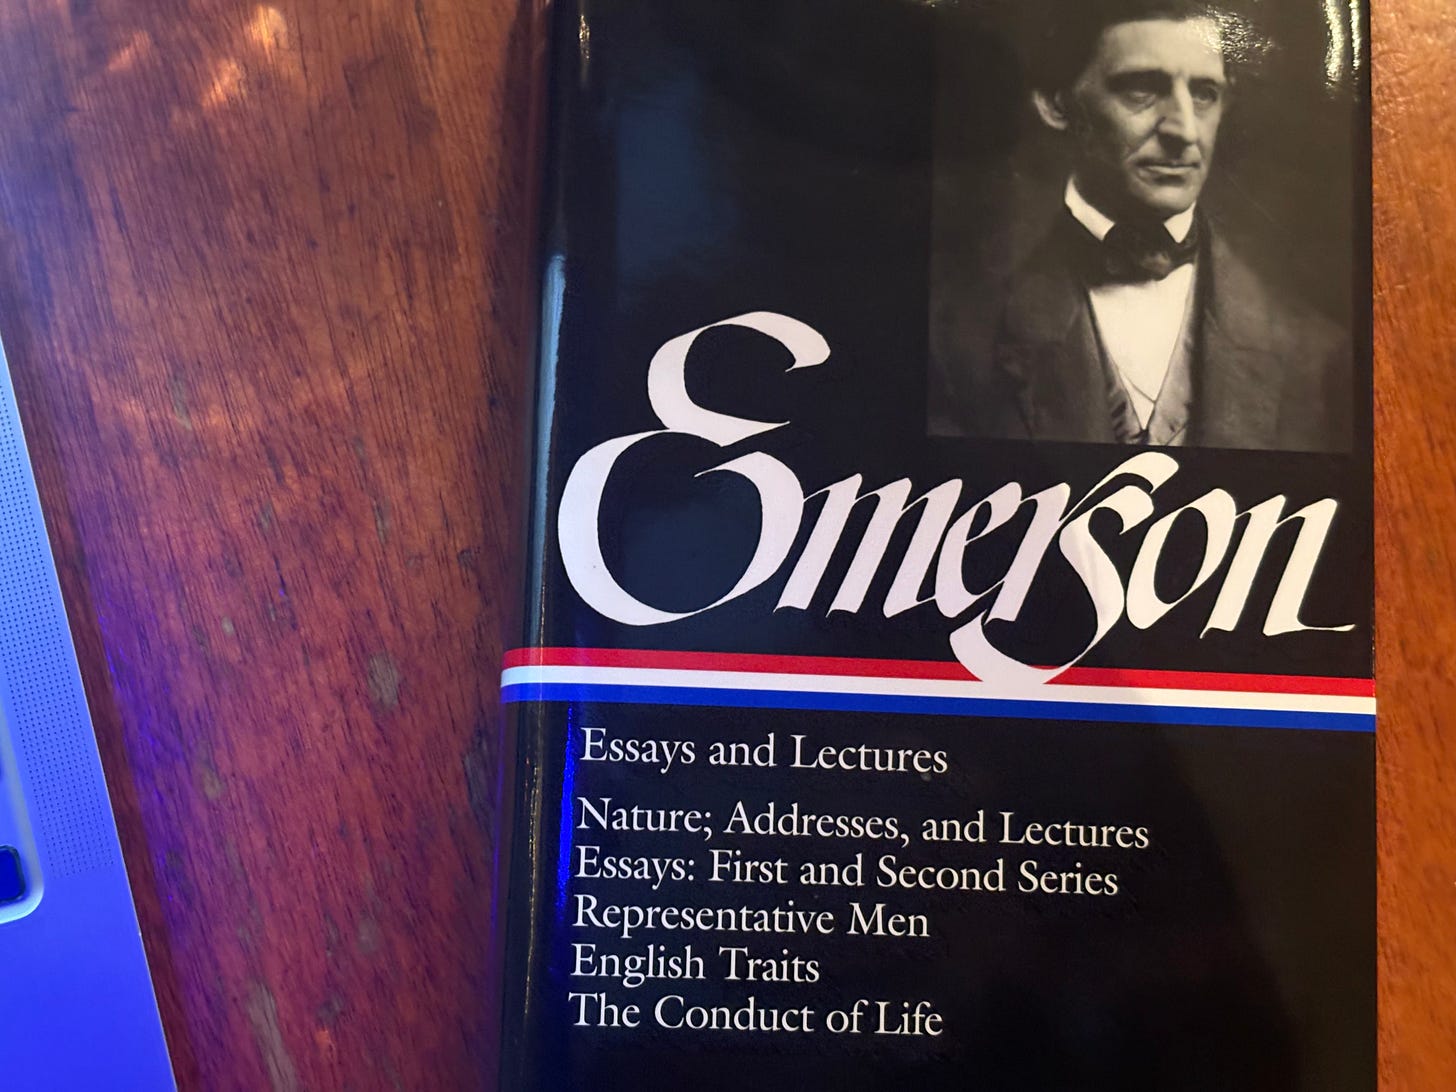 Emerson
Essays and Lectures
Nature; Addresses, and Lectures
Essays: First and Second Series
Representative Men
English Traits
The Conduct of Life